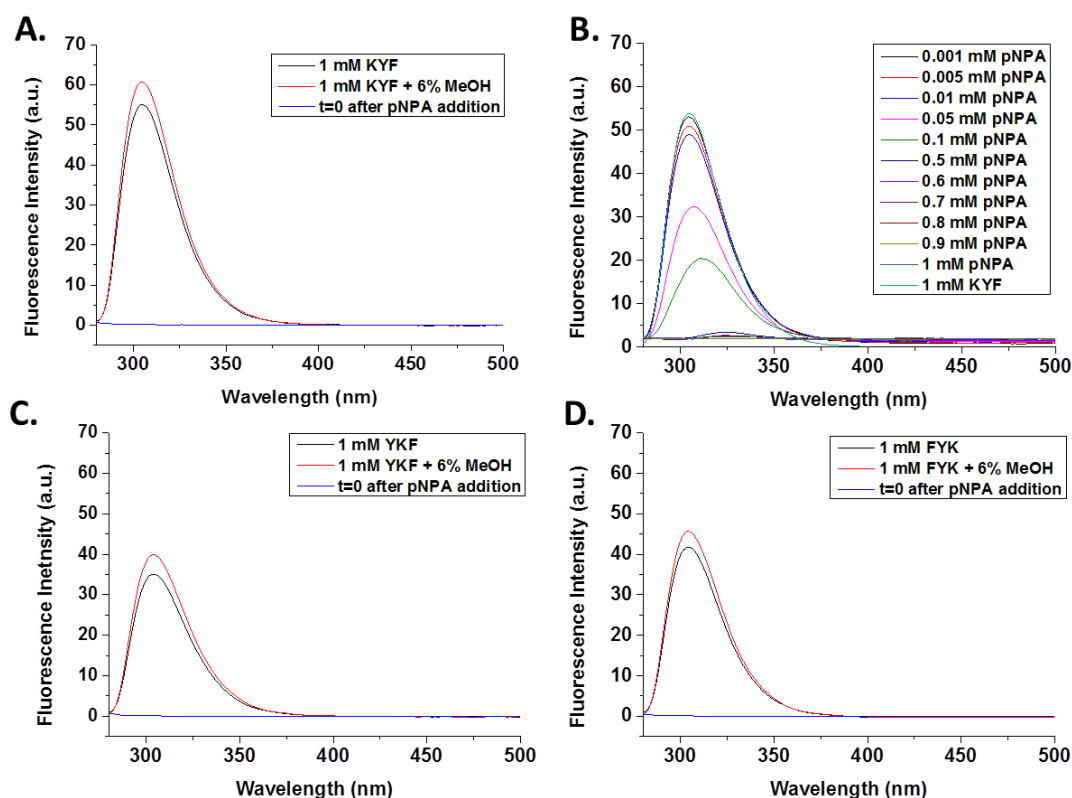 A.
70
60
50
40
30
20
10
0
300
350
400
450
500
Fluorescence Intensity (a.u.)
Wavelength (nm)
1 mM KYF
1 mM KYF + 6% MeOH
t=0 after pNPA addition
B.
70
60
50
40
30
20
10
0
300
350
400
450
500
Fluorescence Intensity (a.u.)
Wavelength (nm)
0.001 mM pNPA
0.005 mM pNPA
0.01 mM pNPA
0.05 mM pNPA
0.1 mM pNPA
0.5 mM pNPA
0.6 mM pNPA
0.7 mM pNPA
0.8 mM pNPA
0.9 mM pNPA
1 mM pNPA
1 mM KYF
C.
70
60
50
40
30
20
10
0
300
350
400
450
500
Fluorescence Inetnsity (a.u.)
Wavelength (nm)
1 mM YKF
1 mM YKF + 6% MeOH
t=0 after pNPA addition
D.
70
60
50
40
30
20
10
0
300
350
400
450
500
Fluorescence Intensity (a.u.)
Wavelength (nm)
1 mM FYK
1 mM FYK + 6% MeOH
t=0 after pNPA addition